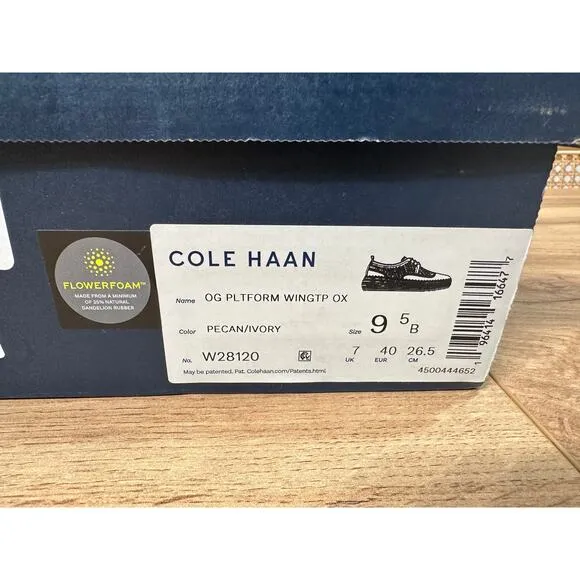 FLOWERFOAM™
MADE FROM A MINIMUM
OF 25% NATURAL
DANDELION RUBBER
COLE HAAN
Name OG PLTFORM WINGTP OX
Color PECAN/IVORY Size 9 5 B
No. W28120 7 40 26.5
UK EUR CM
May be patented. Pat. Colehaan.com/Patents.html
4500444652
1 96414 16647 7